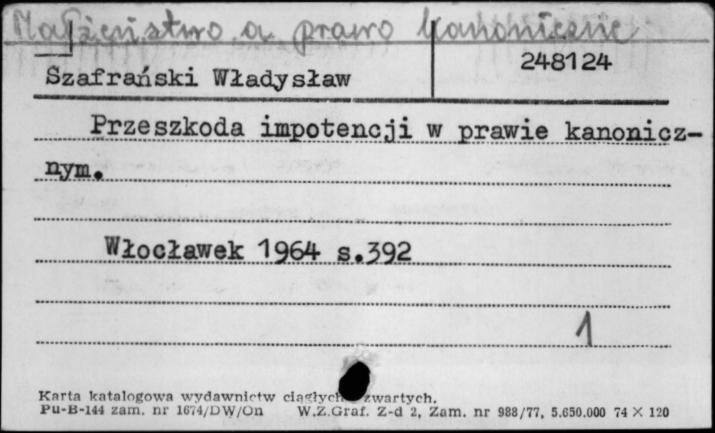 Małżeństwo a prawo kanoniczne
Szafrański Władysław
248124
Przeszkoda impotencji w prawie kanonicz-
nym.
Włocławek 1964 s.392
1
Karta katalogowa wydawnictw ciągłych zwartych.
Pu-B-144 zam. nr 1674/DW/On W.Z.Graf. Z-d 2, Zam. nr 988/77, 5.650.000 74 × 120